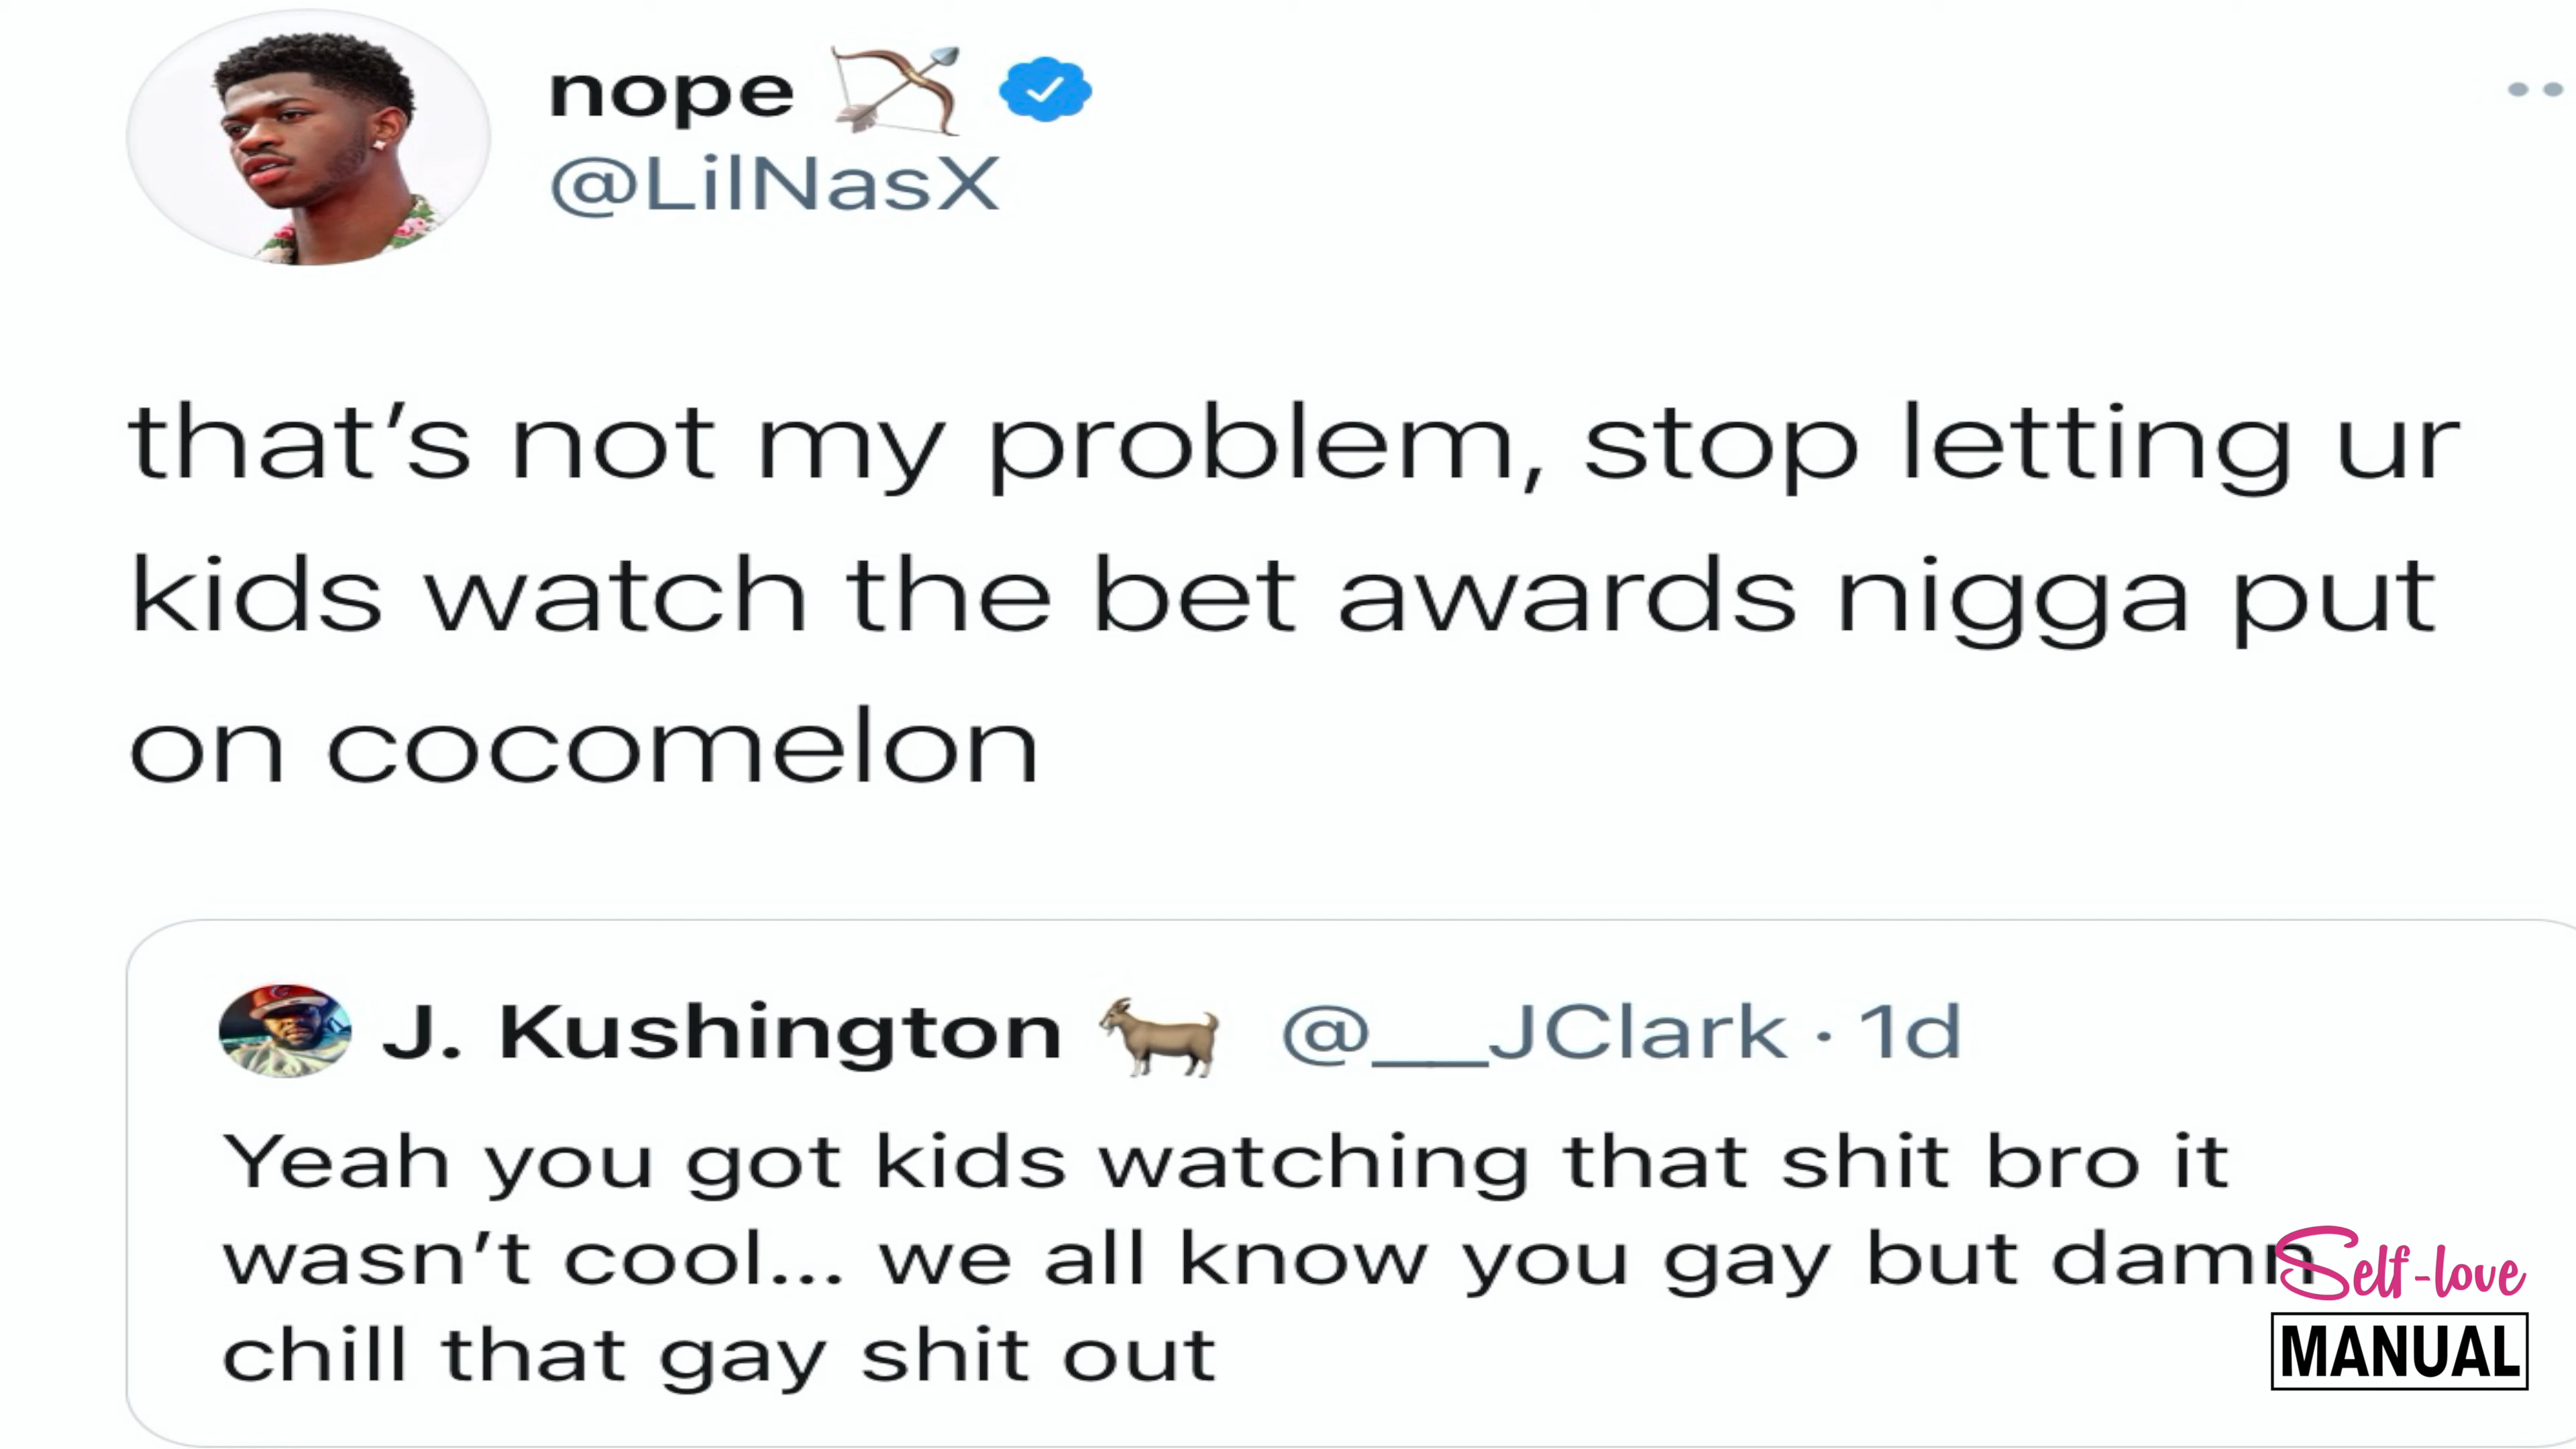 nope 🏹
@LilNasX
that’s not my problem, stop letting ur
kids watch the bet awards nigga put
on cocomelon
J. Kushington 🐐 @__JClark · 1d
Yeah you got kids watching that shit bro it
wasn’t cool... we all know you gay but damn
chill that gay shit out
Self-love
MANUAL